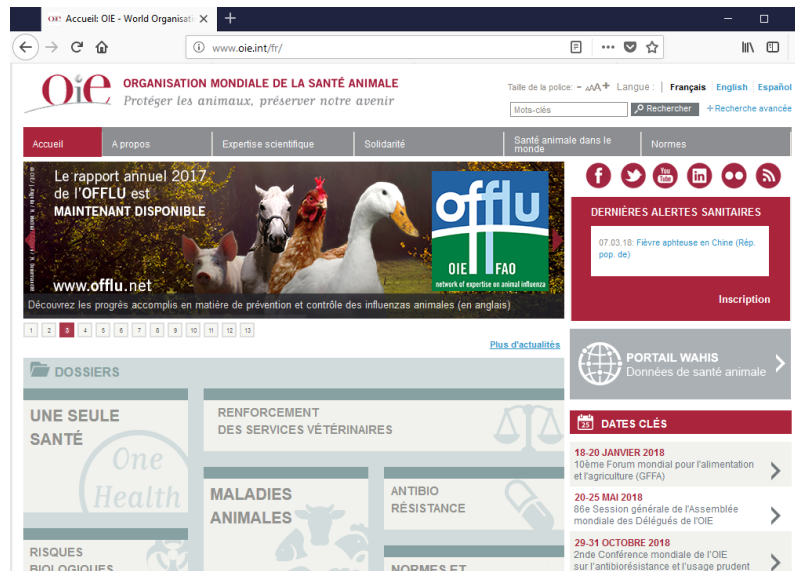 Accueil: OIE - World Organisati
www.oie.int/fr/
Oie
ORGANISATION MONDIALE DE LA SANTÉ ANIMALE
Protéger les animaux, préserver notre avenir
Taille de la police: - AAA + Langue : | Français English Español
Mots-clés
Rechercher
+Recherche avancée
Accueil
A propos
Expertise scientifique
Solidarité
Santé animale dans le
monde
Normes
Le rapport annuel 2017
de l'OFFLU est
MAINTENANT DISPONIBLE
www.offlu.net
offlu
OIE FAO
network of expertise on animal influenza
Découvrez les progrès accomplis en matière de prévention et contrôle des influenzas animales (en anglais)
1 2 3 4 5 6 7 8 9 10 11 12 13
Plus d'actualités
You
Tube
DERNIÈRES ALERTES SANITAIRES
07.03.18: Fièvre aphteuse en Chine (Rép.
pop. de)
Inscription
PORTAIL WAHIS
Données de santé animale
25
DATES CLÉS
18-20 JANVIER 2018
10ème Forum mondial pour l'alimentation
et l'agriculture (GFFA)
20-25 MAI 2018
86e Session générale de l'Assemblée
mondiale des Délégués de l'OIE
29-31 OCTOBRE 2018
2nde Conférence mondiale de l'OIE
sur l'antibiorésistance et l'usage prudent
DOSSIERS
UNE SEULE
SANTÉ
One
Health
RENFORCEMENT
DES SERVICES VÉTÉRINAIRES
MALADIES
ANIMALES
ANTIBIO
RÉSISTANCE
RISQUES
BIOLOGIQUES
NORMES ET